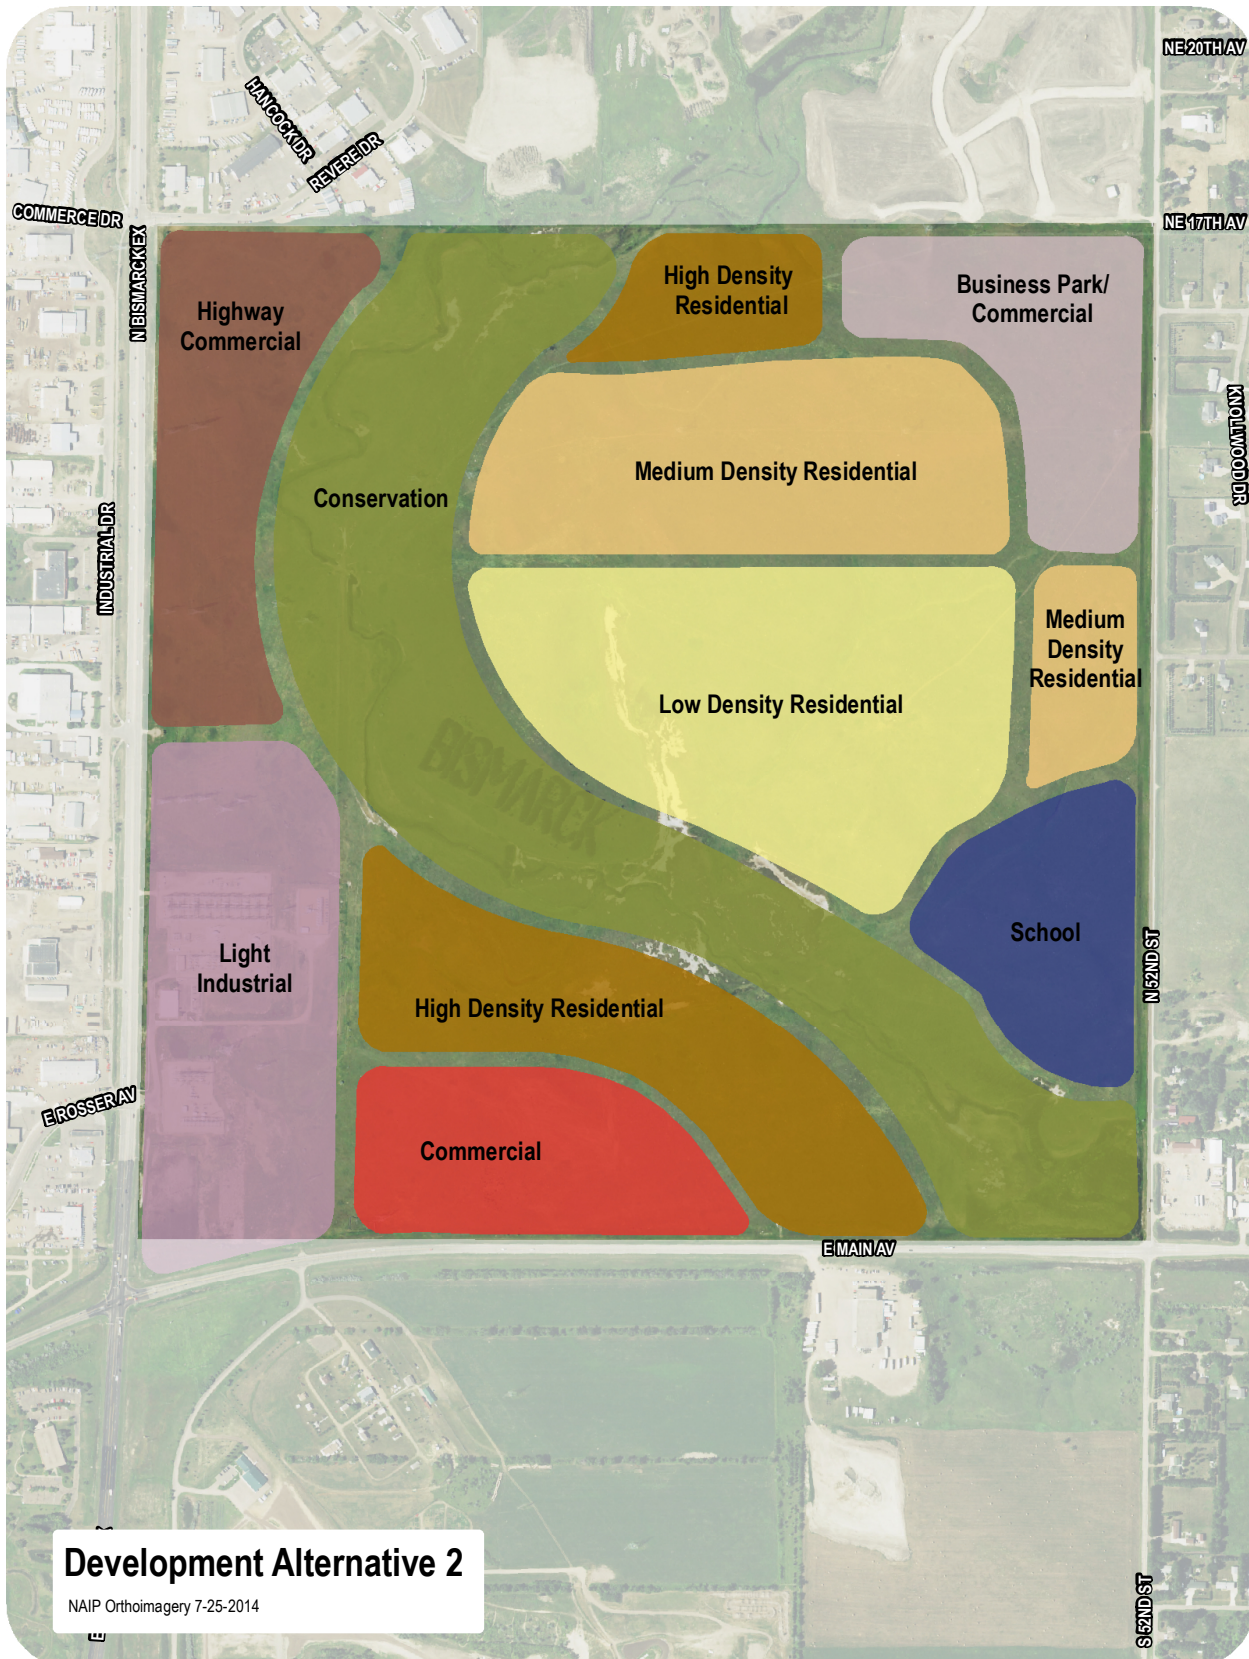 NE 20TH AV
HANCOCK DR
REVERE DR
COMMERCE DR
NE 17TH AV
N BISMARCK EX
High Density
Residential
Business Park/
Commercial
Highway
Commercial
KNOLLWOOD DR
Medium Density Residential
Conservation
INDUSTRIAL DR
Medium
Density
Residential
Low Density Residential
BISMARCK
School
Light
Industrial
N 52ND ST
High Density Residential
E ROSSER AV
Commercial
E MAIN AV
Development Alternative 2
NAIP Orthoimagery 7-25-2014
S 52ND ST